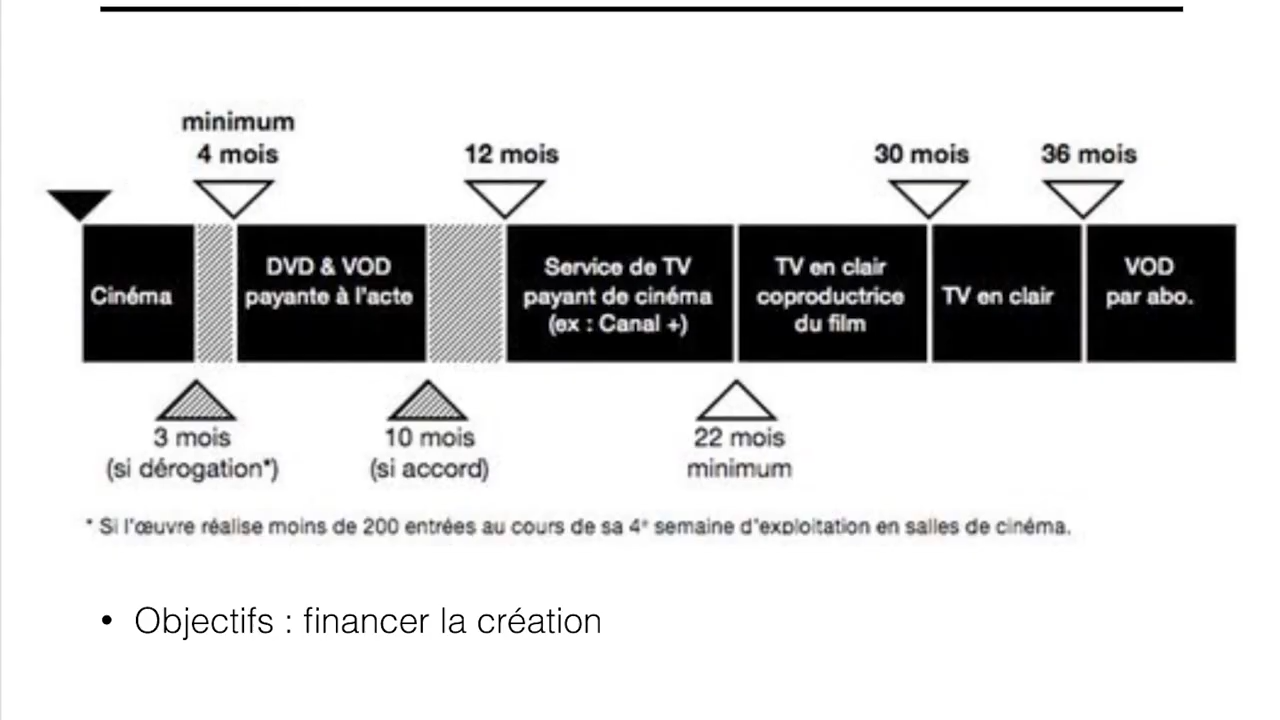 minimum
4 mois
12 mois
30 mois
36 mois
Cinéma
DVD & VOD
payante à l'acte
Service de TV
payant de cinéma
(ex : Canal +)
TV en clair
coproductrice
du film
TV en clair
VOD
par abo.
3 mois
(si dérogation*)
10 mois
(si accord)
22 mois
minimum
* Si l'œuvre réalise moins de 200 entrées au cours de sa 4e semaine d'exploitation en salles de cinéma.
• Objectifs : financer la création